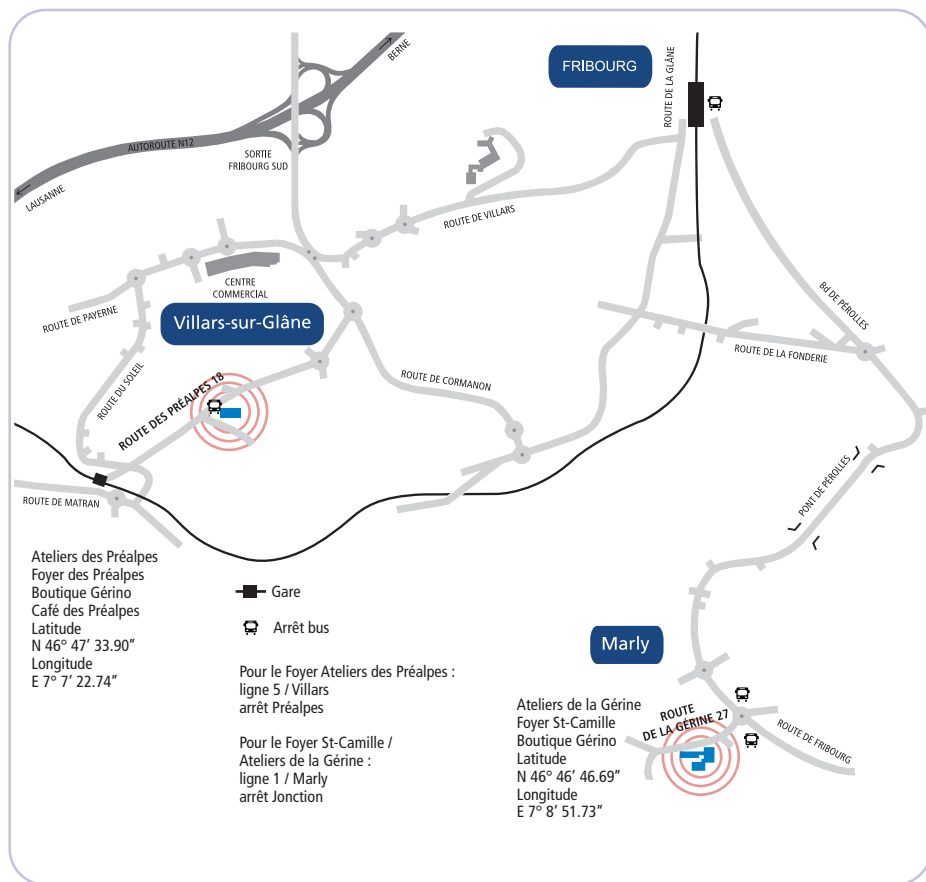 BERNE
FRIBOURG
ROUTE DE LA GLÂNE
AUTOROUTE N12
SORTIE
FRIBOURG SUD
LAUSANNE
ROUTE DE VILLARS
CENTRE
COMMERCIAL
ROUTE DE PAYERNE
Villars-sur-Glâne
Bd DE PÉROLLES
ROUTE DE LA FONDERIE
ROUTE DU SOLEIL
ROUTE DES PRÉALPES 18
ROUTE DE CORMANON
PONT DE PÉROLLES
ROUTE DE MATRAN
Ateliers des Préalpes
Foyer des Préalpes
Boutique Gérino
Café des Préalpes
Latitude
N 46° 47’ 33.90”
Longitude
E 7° 7’ 22.74”
Gare
Arrêt bus
Pour le Foyer Ateliers des Préalpes :
ligne 5 / Villars
arrêt Préalpes
Pour le Foyer St-Camille /
Ateliers de la Gérine :
ligne 1 / Marly
arrêt Jonction
Marly
ROUTE
DE LA GÉRINE 27
ROUTE DE FRIBOURG
Ateliers de la Gérine
Foyer St-Camille
Boutique Gérino
Latitude
N 46° 46’ 46.69”
Longitude
E 7° 8’ 51.73”